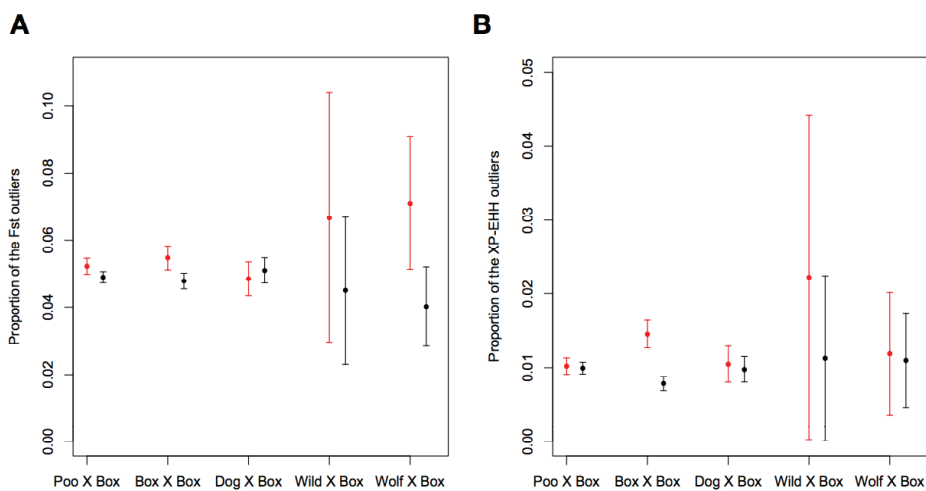 A
Proportion of the Fst outliers
0.10
0.08
0.06
0.04
0.02
0.00
Poo X Box Box X Box Dog X Box Wild X Box Wolf X Box
B
Proportion of the XP-EHH outliers
0.05
0.04
0.03
0.02
0.01
0.00
Poo X Box Box X Box Dog X Box Wild X Box Wolf X Box